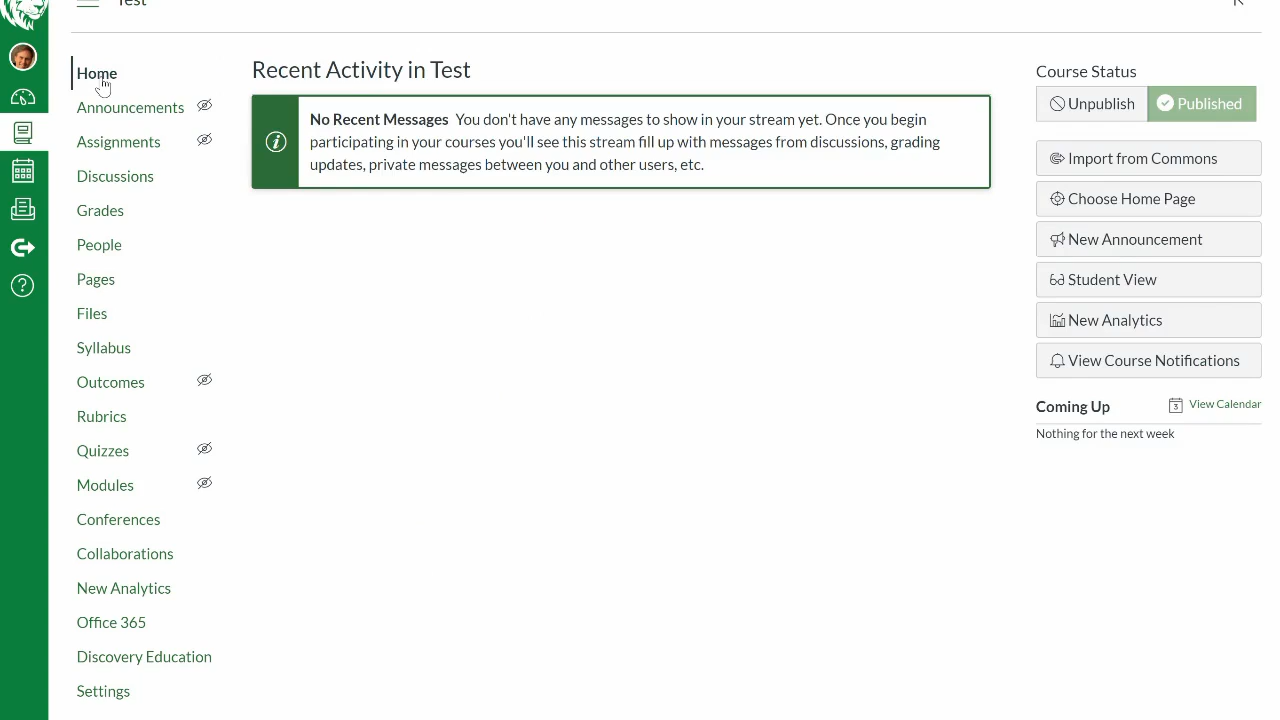 Test
Home
Announcements
Assignments
Discussions
Grades
People
Pages
Files
Syllabus
Outcomes
Rubrics
Quizzes
Modules
Conferences
Collaborations
New Analytics
Office 365
Discovery Education
Settings
Recent Activity in Test
No Recent Messages You don't have any messages to show in your stream yet. Once you begin
participating in your courses you'll see this stream fill up with messages from discussions, grading
updates, private messages between you and other users, etc.
Course Status
Unpublish Published
Import from Commons
Choose Home Page
New Announcement
Student View
New Analytics
View Course Notifications
Coming Up 3 View Calendar
Nothing for the next week